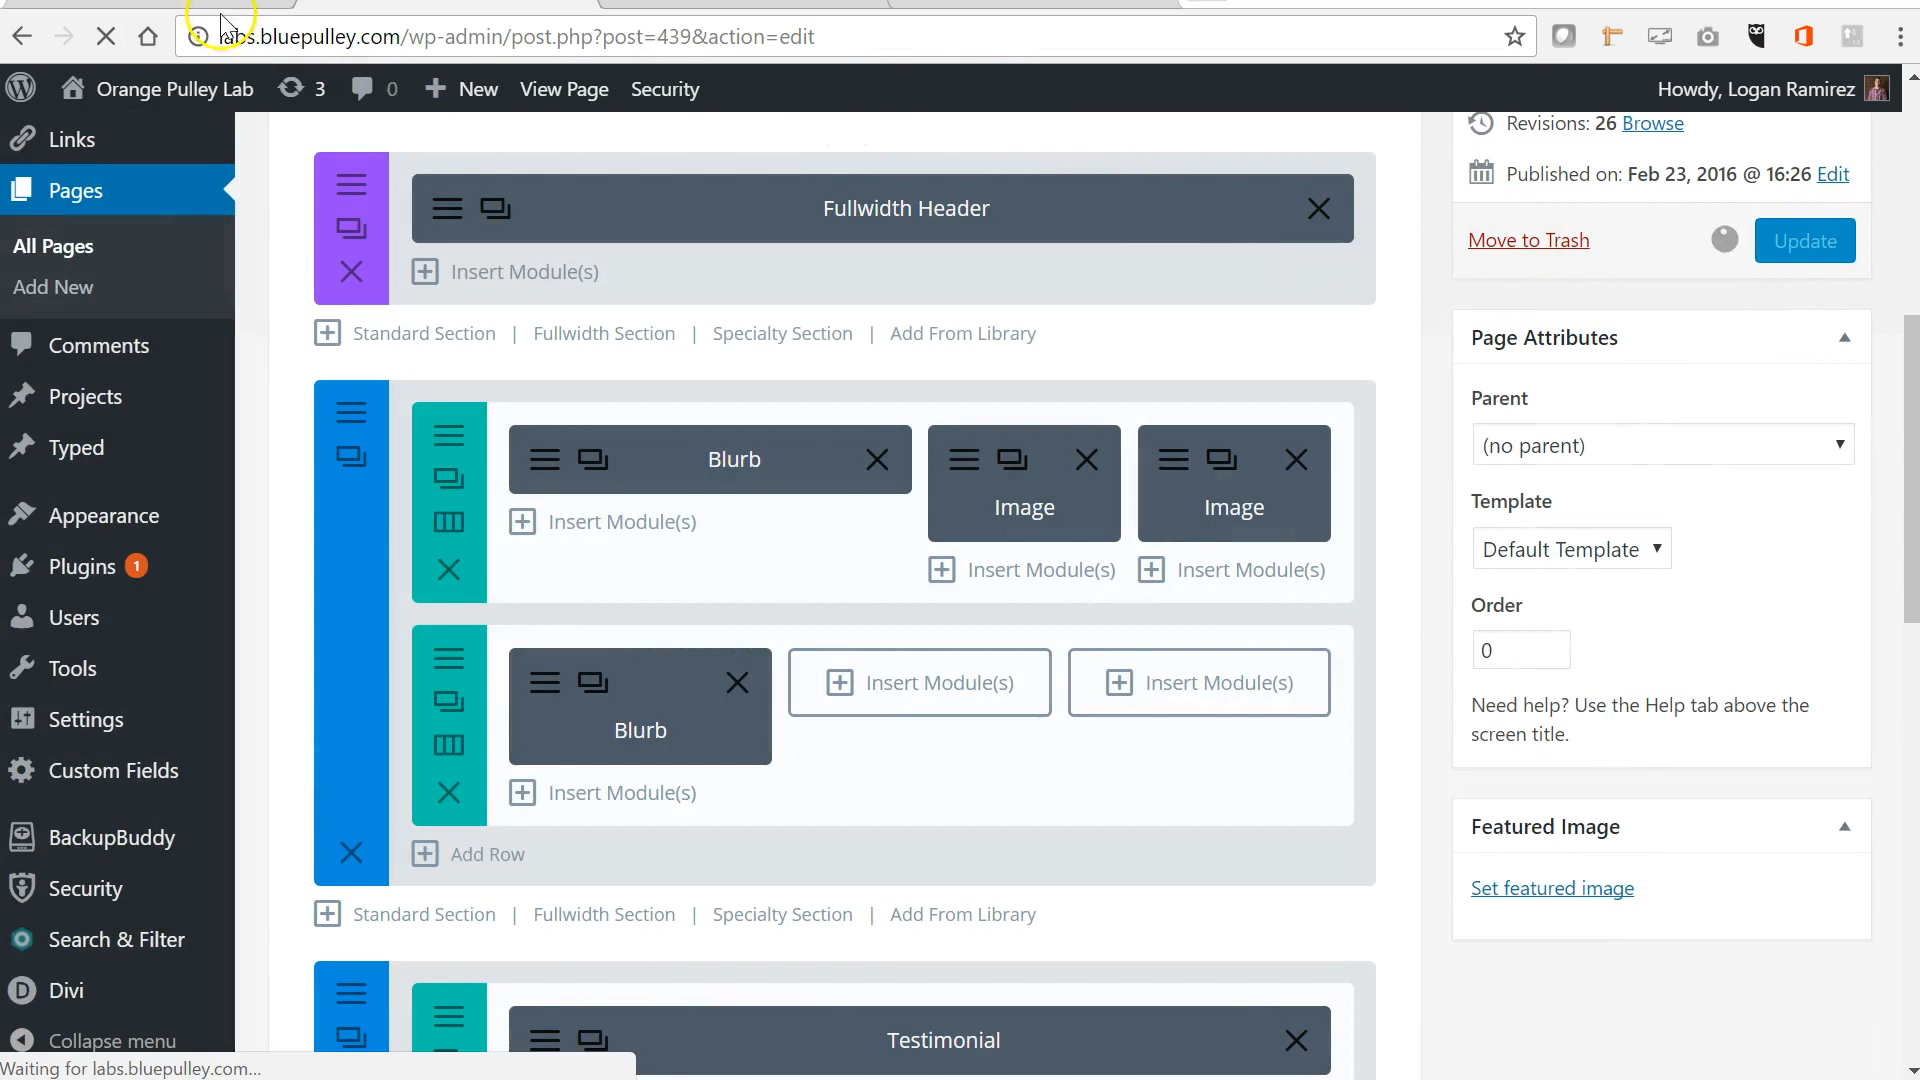 labs.bluepulley.com/wp-admin/post.php?post=439&action=edit
Orange Pulley Lab 3 0 New View Page Security Howdy, Logan Ramirez
Links
Pages
All Pages
Add New
Comments
Projects
Typed
Appearance
Plugins 1
Users
Tools
Settings
Custom Fields
BackupBuddy
Security
Search & Filter
Divi
Collapse menu
Waiting for labs.bluepulley.com...
Fullwidth Header
Insert Module(s)
Standard Section | Fullwidth Section | Specialty Section | Add From Library
Blurb
Image
Image
Insert Module(s)
Insert Module(s)
Insert Module(s)
Blurb
Insert Module(s)
Insert Module(s)
Insert Module(s)
Add Row
Standard Section | Fullwidth Section | Specialty Section | Add From Library
Testimonial
Revisions: 26 Browse
Published on: Feb 23, 2016 @ 16:26 Edit
Move to Trash
Update
Page Attributes
Parent
(no parent)
Template
Default Template
Order
0
Need help? Use the Help tab above the
screen title.
Featured Image
Set featured image